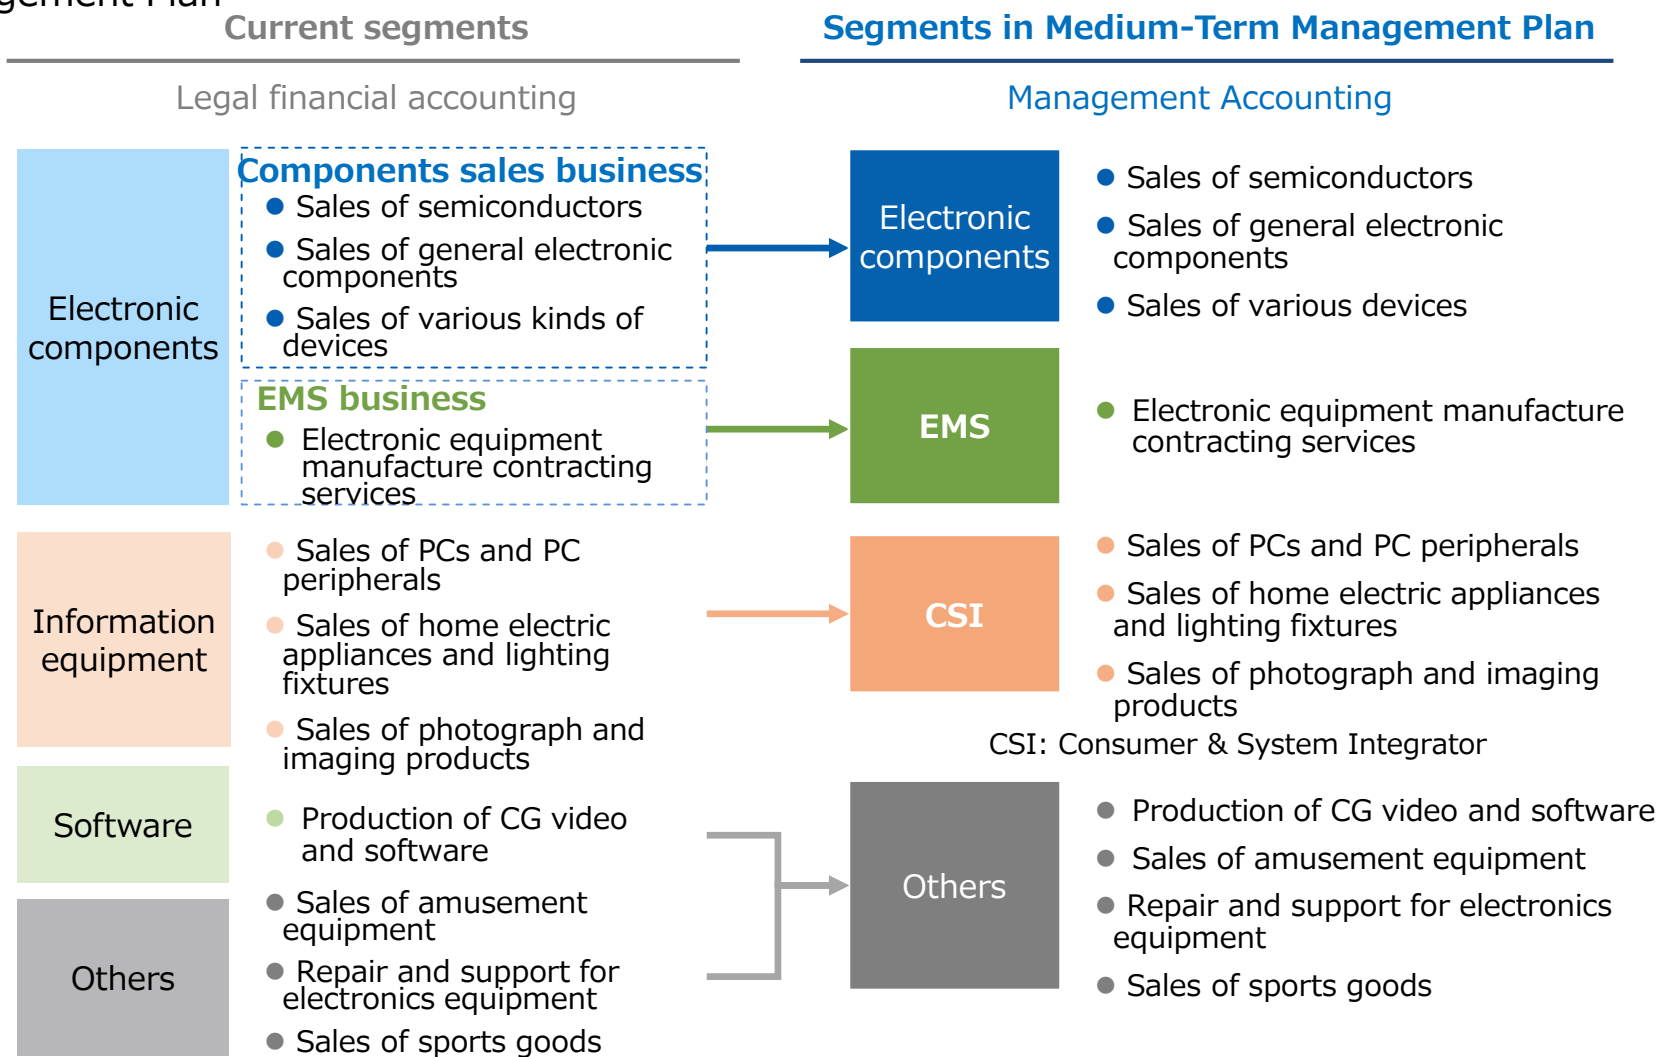 gement Plan
Current segments
Legal financial accounting
Electronic
components
Components sales business
● Sales of semiconductors
● Sales of general electronic
components
● Sales of various kinds of
devices
EMS business
● Electronic equipment
manufacture contracting
services
Information
equipment
● Sales of PCs and PC
peripherals
● Sales of home electric
appliances and lighting
fixtures
● Sales of photograph and
imaging products
Software
● Production of CG video
and software
Others
● Sales of amusement
equipment
● Repair and support for
electronics equipment
● Sales of sports goods
Segments in Medium-Term Management Plan
Management Accounting
Electronic
components
● Sales of semiconductors
● Sales of general electronic
components
● Sales of various devices
EMS
● Electronic equipment manufacture
contracting services
CSI
● Sales of PCs and PC peripherals
● Sales of home electric appliances
and lighting fixtures
● Sales of photograph and imaging
products
CSI: Consumer & System Integrator
Others
● Production of CG video and software
● Sales of amusement equipment
● Repair and support for electronics
equipment
● Sales of sports goods